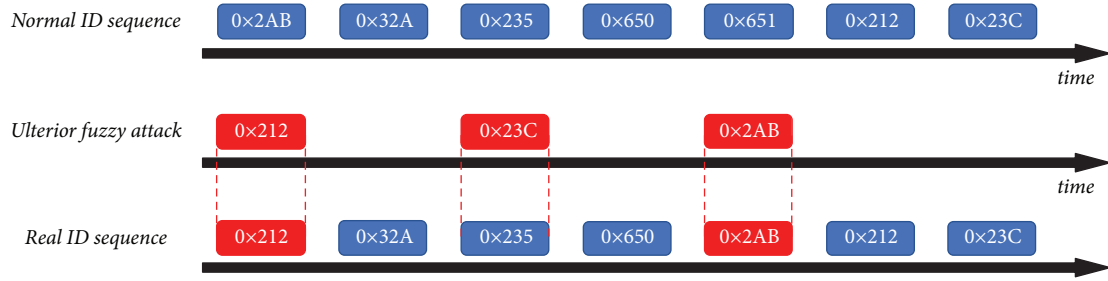 Normal ID sequence 0×2AB 0×32A 0×235 0×650 0×651 0×212 0×23C
time
Ulterior fuzzy attack 0×212 0×23C 0×2AB
time
Real ID sequence 0×212 0×32A 0×235 0×650 0×2AB 0×212 0×23C